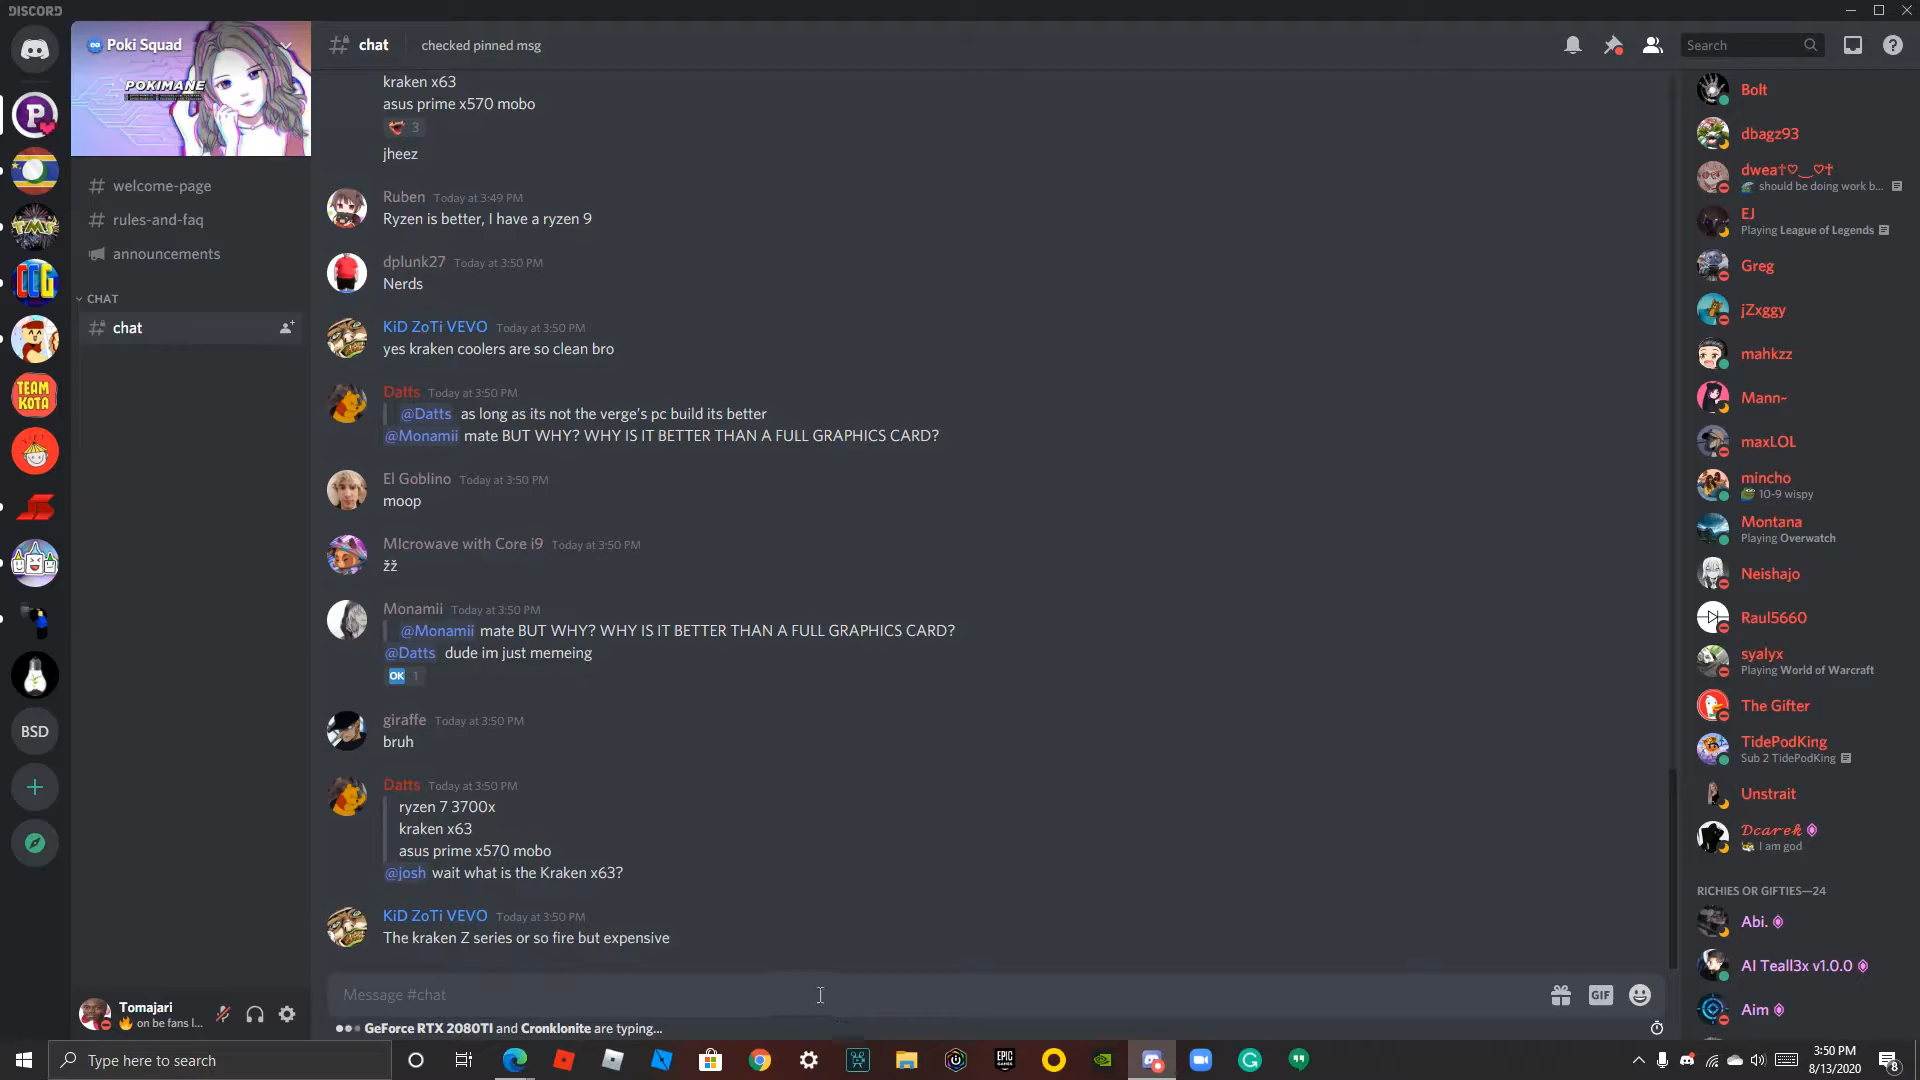 DISCORD
Poki Squad
POKIMANE
# welcome-page
# rules-and-faq
announcements
CHAT
chat
TEAM
KOTA
BSD
Tomajari
on be fans l...
chat
checked pinned msg
Search
kraken x63
asus prime x570 mobo
3
jheez
Ruben Today at 3:49 PM
Ryzen is better, I have a ryzen 9
dplunk27 Today at 3:50 PM
Nerds
KiD ZoTi VEVO Today at 3:50 PM
yes kraken coolers are so clean bro
Datts Today at 3:50 PM
@Datts as long as its not the verge's pc build its better
@Monamii mate BUT WHY? WHY IS IT BETTER THAN A FULL GRAPHICS CARD?
El Goblino Today at 3:50 PM
moop
MIcrowave with Core i9 Today at 3:50 PM
žž
Monamii Today at 3:50 PM
@Monamii mate BUT WHY? WHY IS IT BETTER THAN A FULL GRAPHICS CARD?
@Datts dude im just memeing
OK 1
giraffe Today at 3:50 PM
bruh
Datts Today at 3:50 PM
ryzen 7 3700x
kraken x63
asus prime x570 mobo
@josh wait what is the Kraken x63?
KiD ZoTi VEVO Today at 3:50 PM
The kraken Z series or so fire but expensive
Message #chat
GIF
GeForce RTX 2080TI and Cronklonite are typing...
Bolt
dbagz93
dwea†♡‿♡†
should be doing work b...
EJ
Playing League of Legends
Greg
jZxggy
mahkzz
Mann~
maxLOL
mincho
10-9 wispy
Montana
Playing Overwatch
Neishajo
Raul5660
syalyx
Playing World of Warcraft
The Gifter
TidePodKing
Sub 2 TidePodKing
Unstrait
𝓓𝓬𝓪𝓻𝓮𝓴
I am god
RICHIES OR GIFTIES—24
Abi.
AI Teall3x v1.0.0
Aim
Type here to search
EPIC
GAMES
3:50 PM
8/13/2020
8